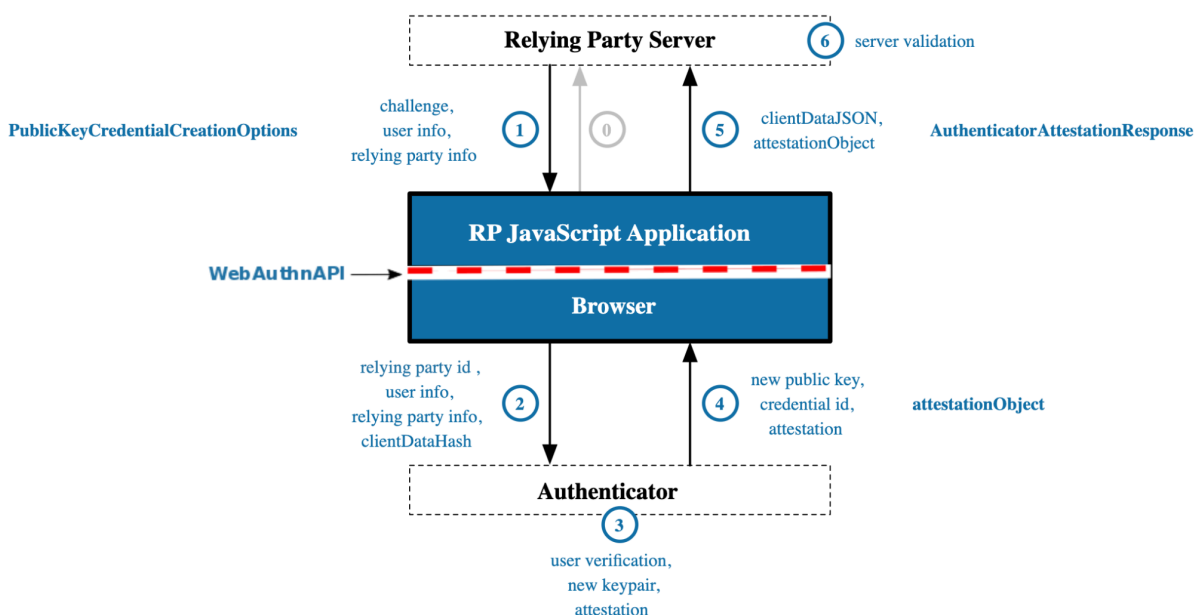 Relying Party Server
6
server validation
PublicKeyCredentialCreationOptions
challenge,
user info,
relying party info
1
0
5
clientDataJSON,
attestationObject
AuthenticatorAttestationResponse
RP JavaScript Application
WebAuthnAPI
Browser
relying party id ,
user info,
relying party info,
clientDataHash
2
4
new public key,
credential id,
attestation
attestationObject
Authenticator
3
user verification,
new keypair,
attestation